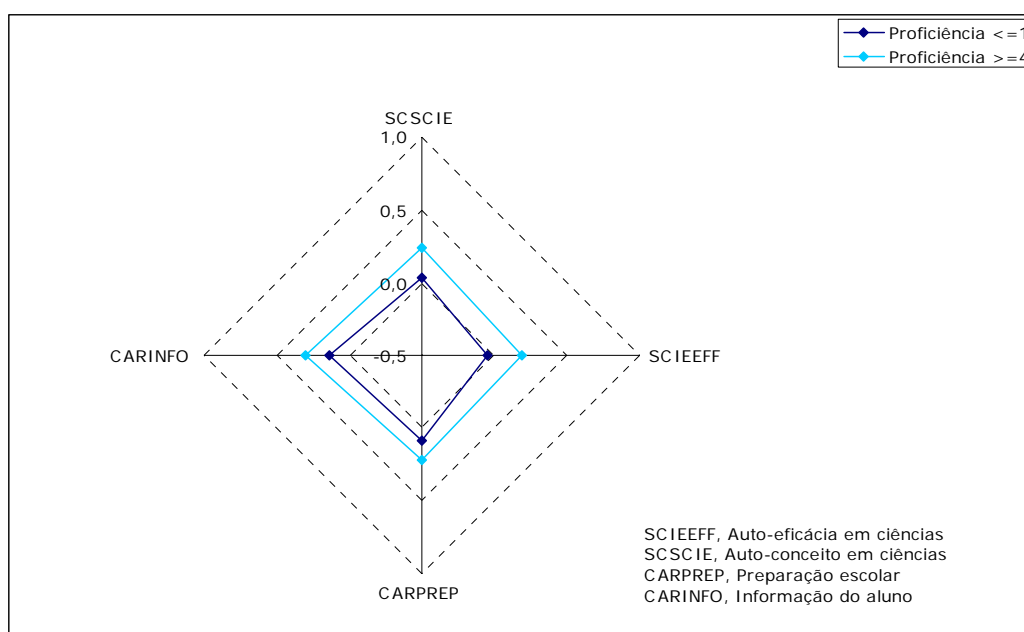 Proficiência <=1
Proficiência >=4
SCSCIE
1,0
0,5
0,0
-0,5
CARINFO
SCIEEFF
CARPREP
SCIEEFF, Auto-eficácia em ciências
SCSCIE, Auto-conceito em ciências
CARPREP, Preparação escolar
CARINFO, Informação do aluno